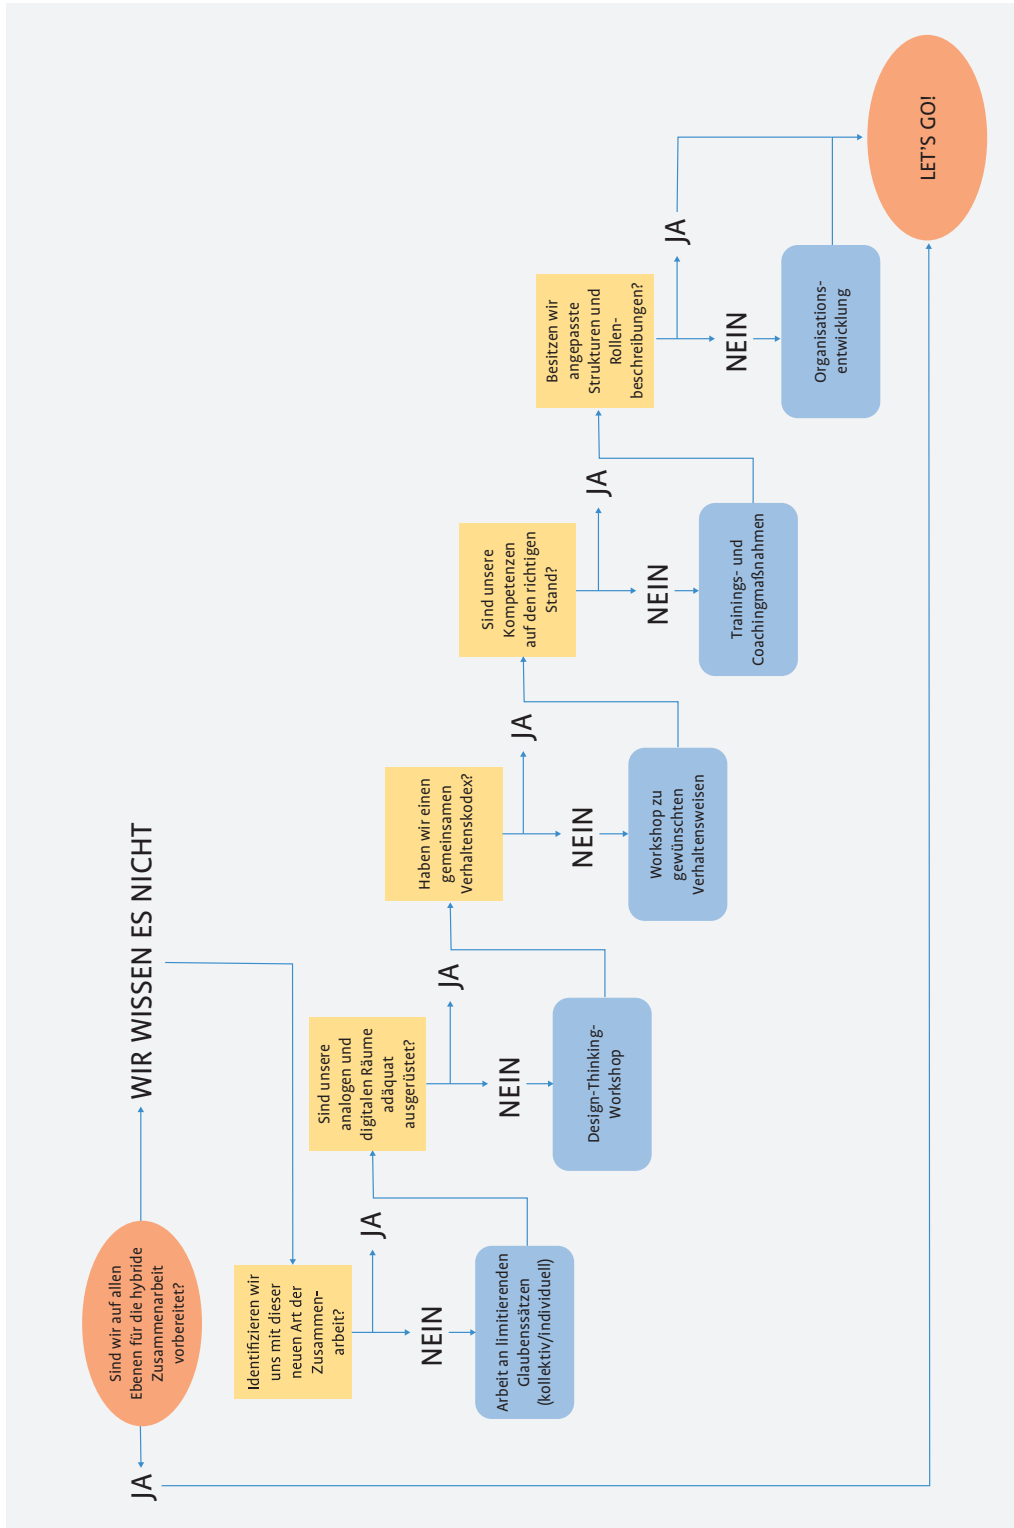 Sind wir auf allen
Ebenen für die hybride
Zusammenarbeit
vorbereitet?
JA
WIR WISSEN ES NICHT
Identifizieren wir
uns mit dieser
neuen Art der
Zusammen-
arbeit?
JA
NEIN
Arbeit an limitierenden
Glaubenssätzen
(kollektiv/individuell)
Sind unsere
analogen und
digitalen Räume
adäquat
ausgerüstet?
JA
NEIN
Design-Thinking-
Workshop
Haben wir einen
gemeinsamen
Verhaltenskodex?
JA
NEIN
Workshop zu
gewünschten
Verhaltensweisen
Sind unsere
Kompetenzen
auf den richtigen
Stand?
JA
NEIN
Trainings- und
Coachingmaßnahmen
Besitzen wir
angepasste
Strukturen und
Rollen-
beschreibungen?
JA
NEIN
Organisations-
entwicklung
LET'S GO!